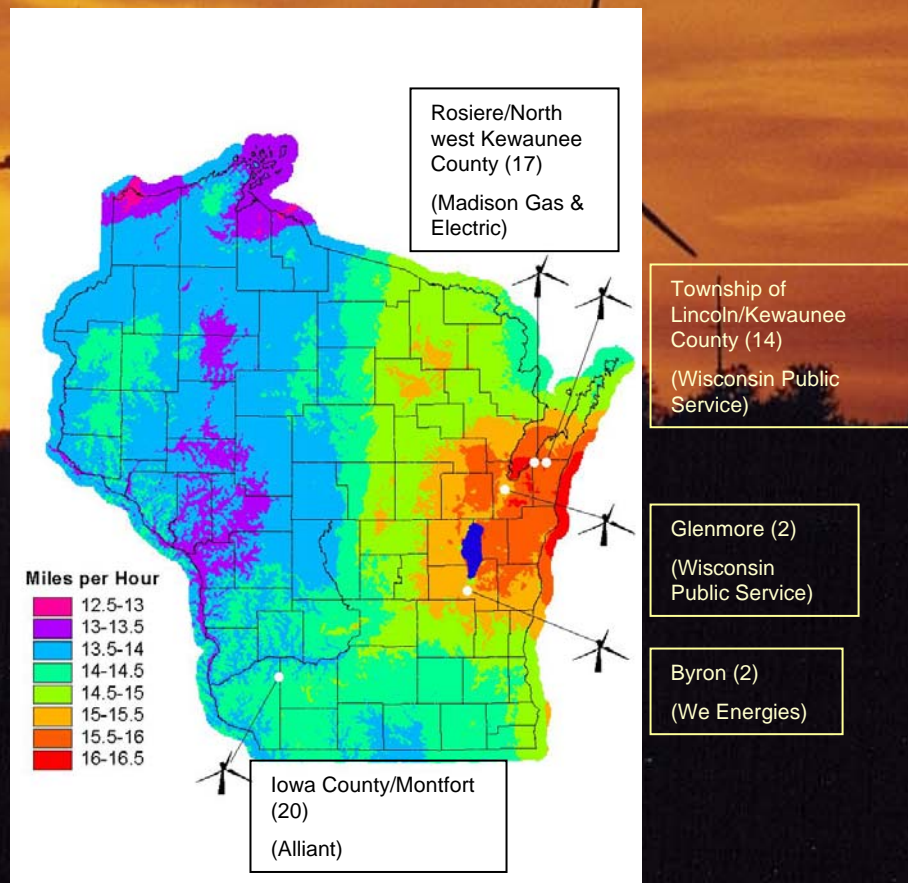 Rosiere/North
west Kewaunee
County (17)
(Madison Gas &
Electric)
Township of
Lincoln/Kewaunee
County (14)
(Wisconsin Public
Service)
Glenmore (2)
(Wisconsin
Public Service)
Byron (2)
(We Energies)
Miles per Hour
12.5-13
13-13.5
13.5-14
14-14.5
14.5-15
15-15.5
15.5-16
16-16.5
Iowa County/Montfort
(20)
(Alliant)